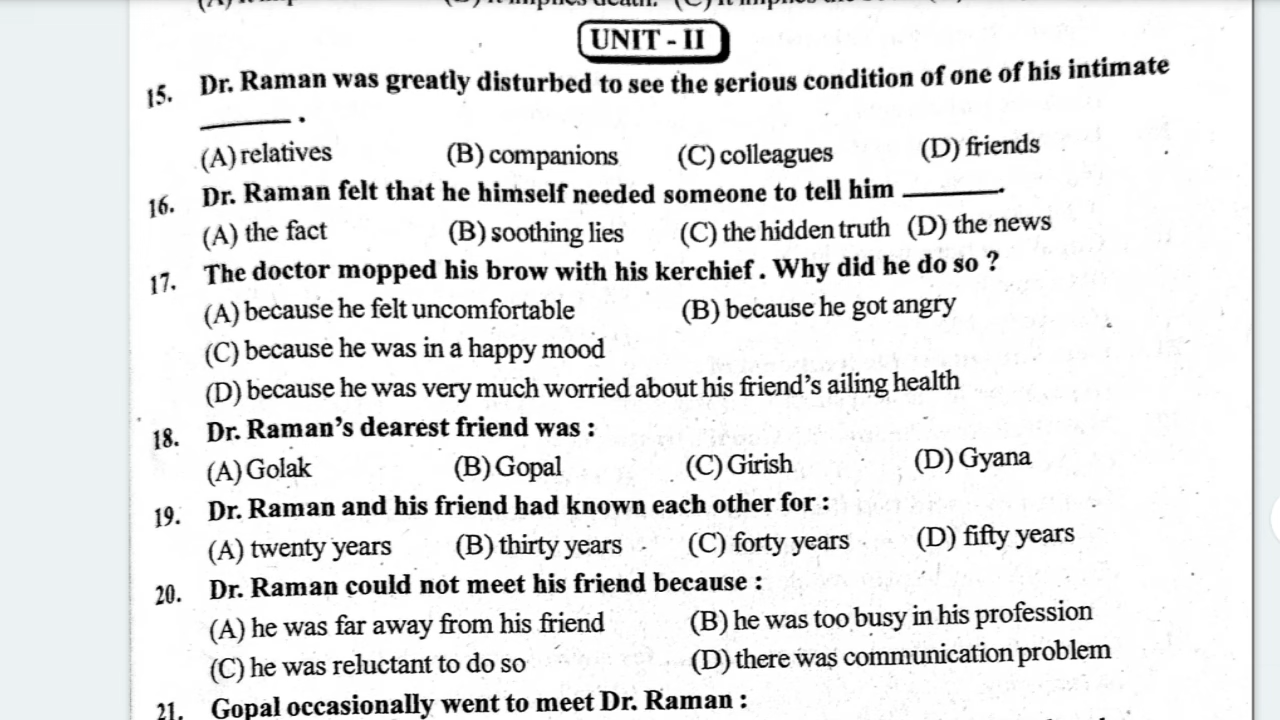 UNIT - II
15. Dr. Raman was greatly disturbed to see the serious condition of one of his intimate
________ .
(A) relatives (B) companions (C) colleagues (D) friends
16. Dr. Raman felt that he himself needed someone to tell him ________.
(A) the fact (B) soothing lies (C) the hidden truth (D) the news
17. The doctor mopped his brow with his kerchief . Why did he do so ?
(A) because he felt uncomfortable (B) because he got angry
(C) because he was in a happy mood
(D) because he was very much worried about his friend's ailing health
18. Dr. Raman's dearest friend was :
(A) Golak (B) Gopal (C) Girish (D) Gyana
19. Dr. Raman and his friend had known each other for :
(A) twenty years (B) thirty years (C) forty years (D) fifty years
20. Dr. Raman could not meet his friend because :
(A) he was far away from his friend (B) he was too busy in his profession
(C) he was reluctant to do so (D) there was communication problem
21. Gopal occasionally went to meet Dr. Raman :